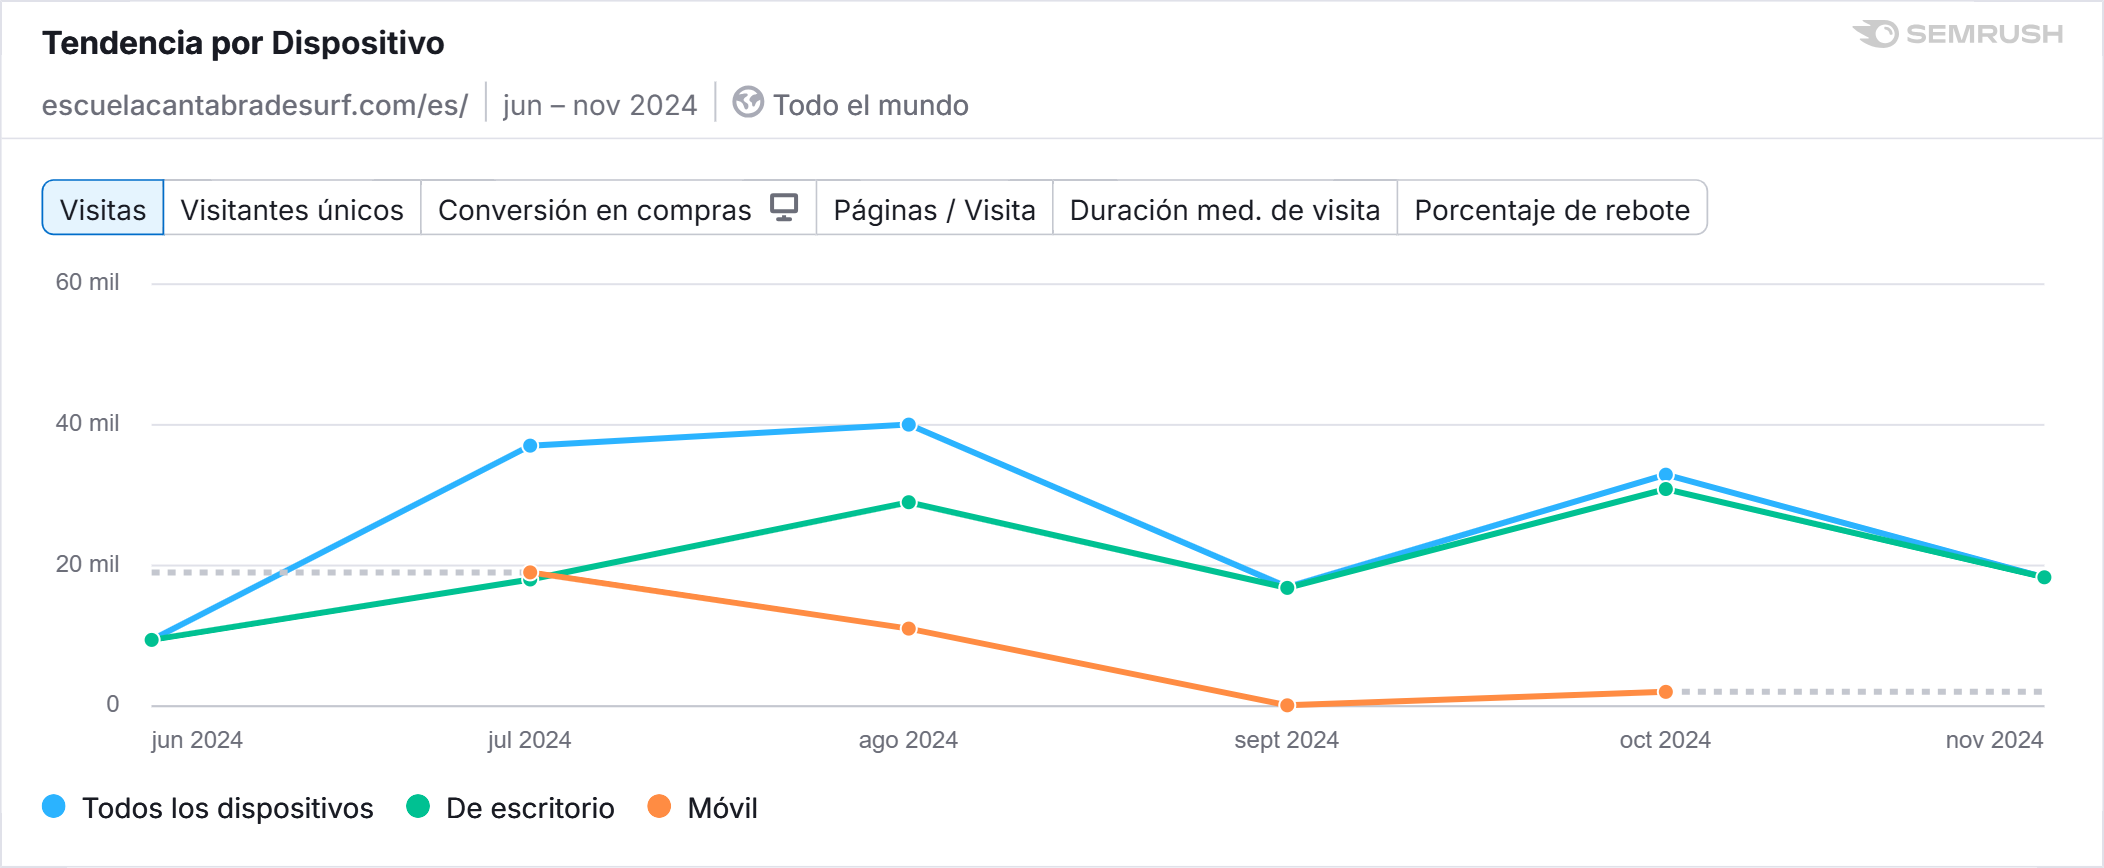 Tendencia por Dispositivo
SEMRUSH
escuelacantabradesurf.com/es/ jun – nov 2024 Todo el mundo
Visitas Visitantes únicos Conversión en compras Páginas / Visita Duración med. de visita Porcentaje de rebote
60 mil
40 mil
20 mil
0
jun 2024 jul 2024 ago 2024 sept 2024 oct 2024 nov 2024
Todos los dispositivos De escritorio Móvil